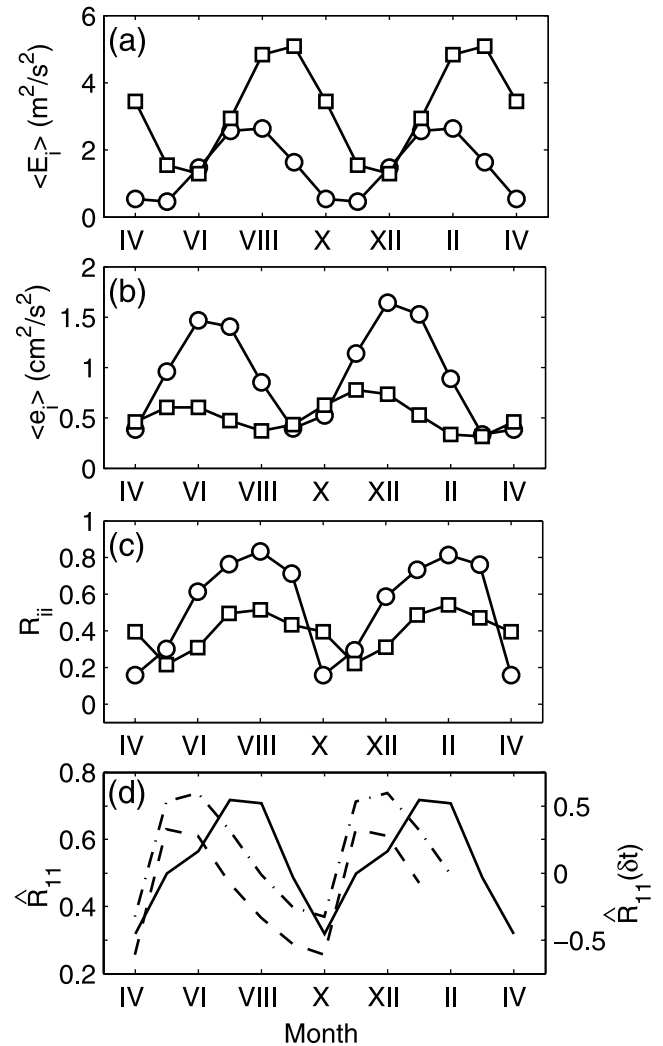 (a)
<E_i> (m²/s²)
6
4
2
0
IV VI VIII X XII II IV
(b)
<e_i> (cm²/s²)
2
1.5
1
0.5
0
IV VI VIII X XII II IV
(c)
R_ii
1
0.8
0.6
0.4
0.2
0
IV VI VIII X XII II IV
(d)
R̂_11
0.8
0.6
0.4
0.2
0.5
0
−0.5
R̂_11(δt)
IV VI VIII X XII II IV
Month